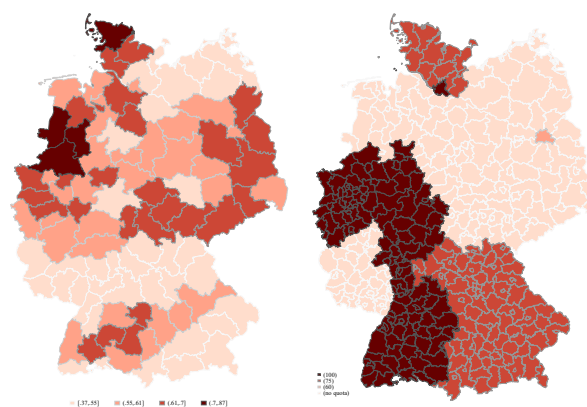 [.37,.55] (.55,.61] (.61,.7] (.7,.87]
(100)
(75)
(60)
(no quota)